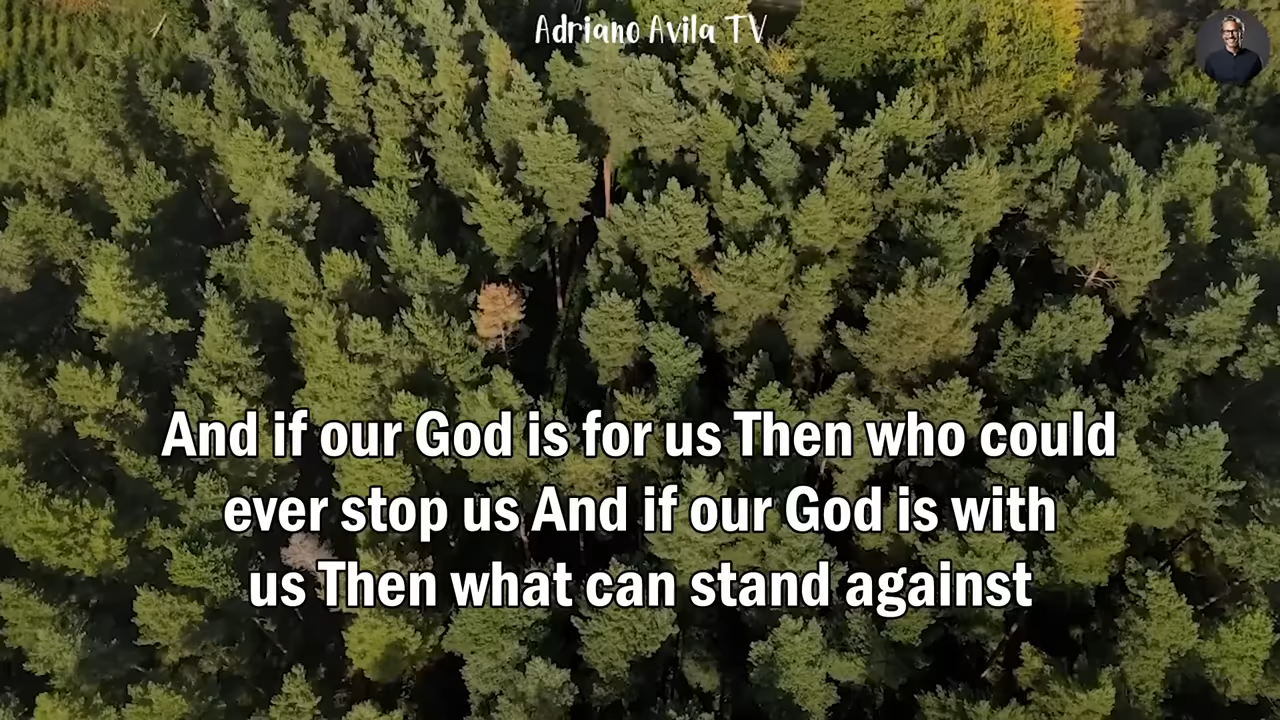 Adriano Avila TV
And if our God is for us Then who could
ever stop us And if our God is with
us Then what can stand against